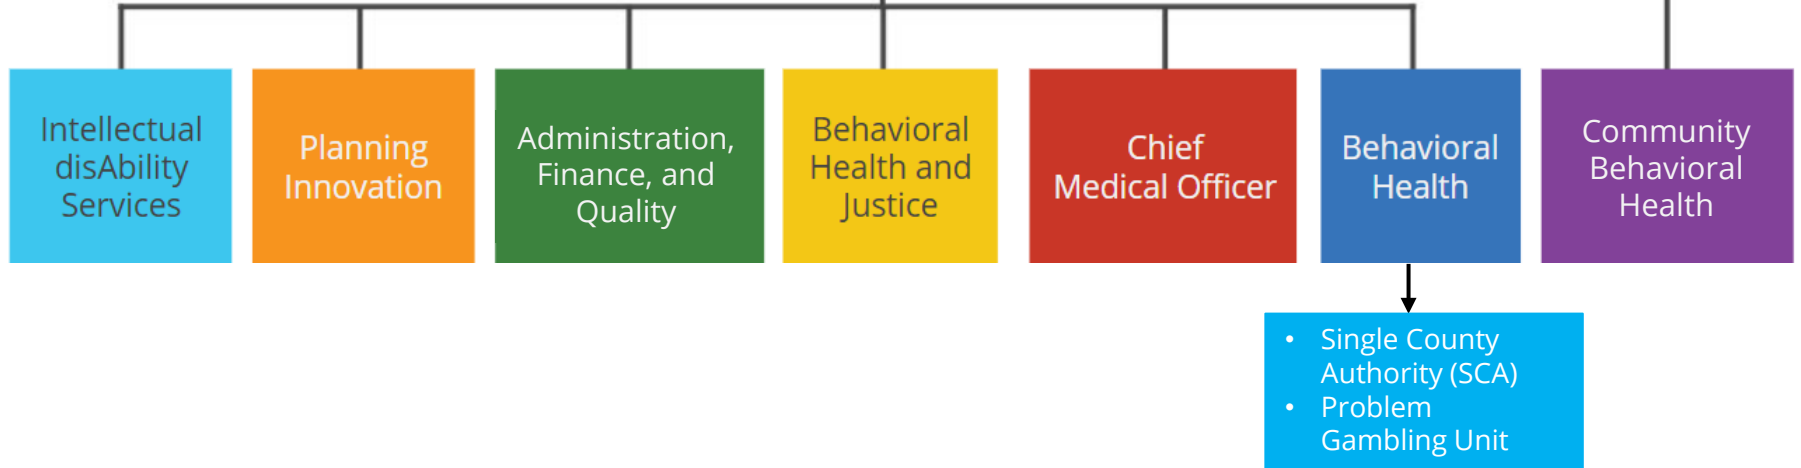 Intellectual
disAbility
Services
Planning
Innovation
Administration,
Finance, and
Quality
Behavioral
Health and
Justice
Chief
Medical Officer
Behavioral
Health
Community
Behavioral
Health
• Single County
Authority (SCA)
• Problem
Gambling Unit